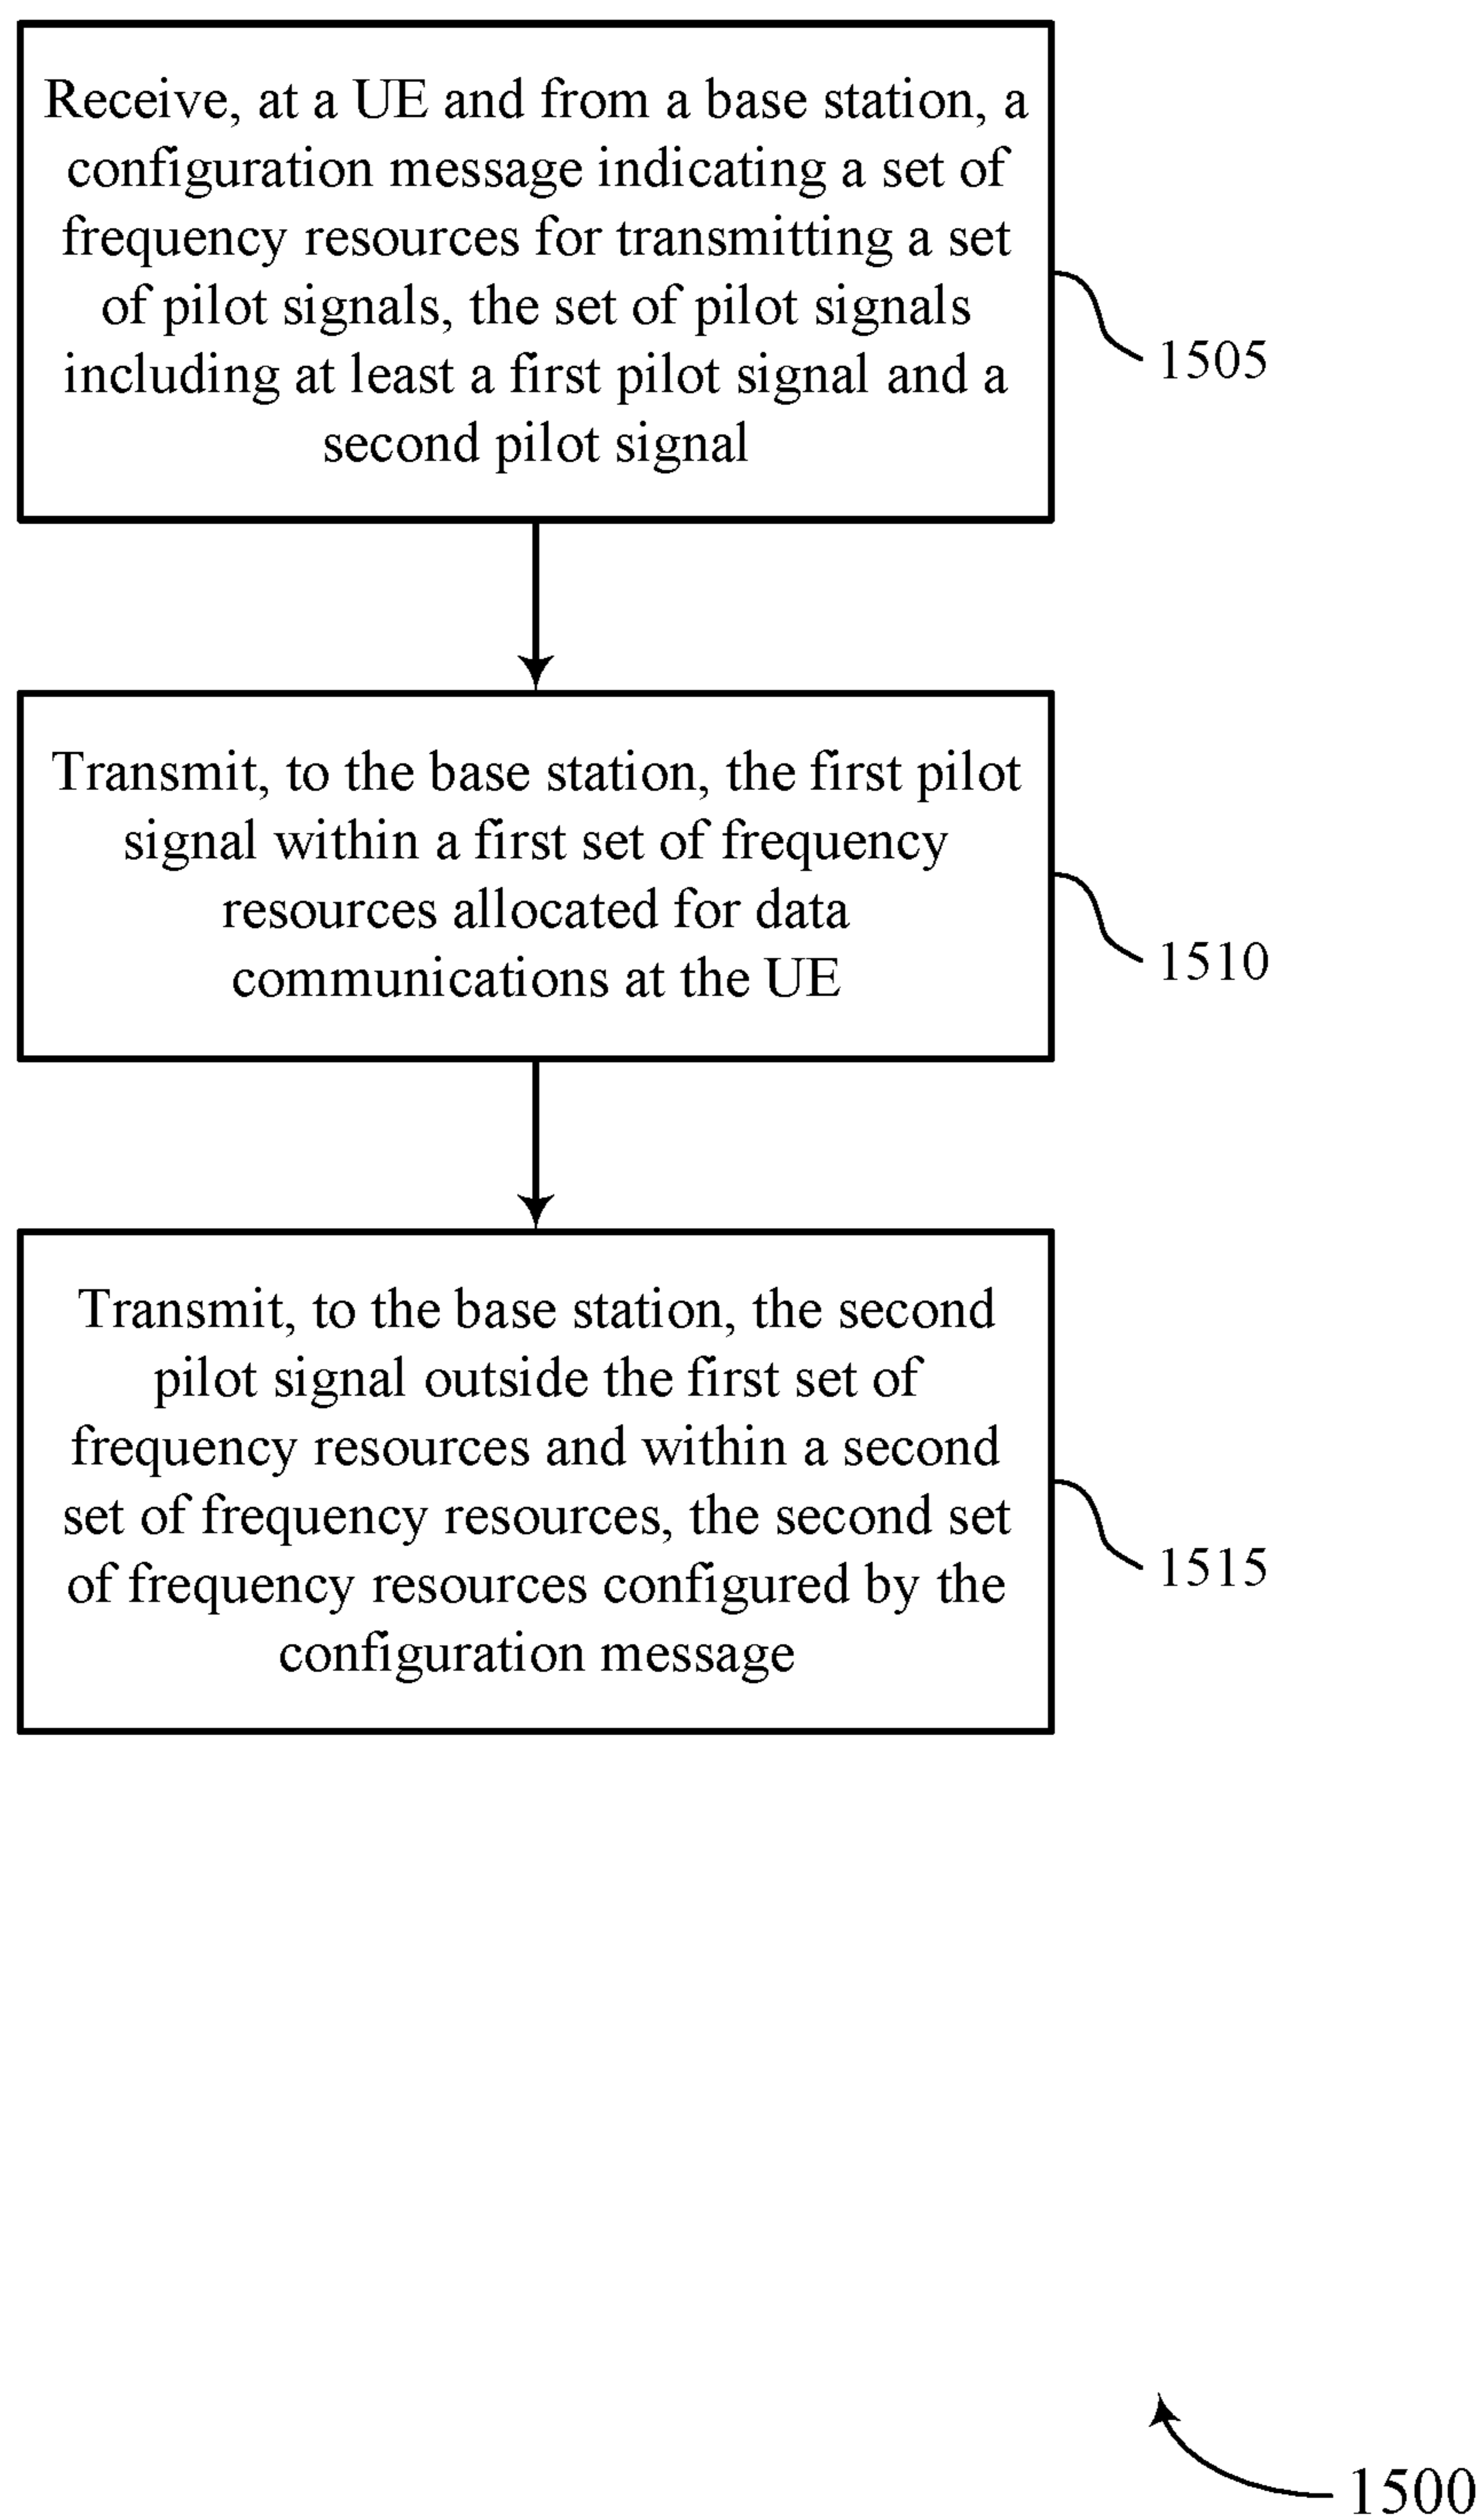 Receive, at a UE and from a base station, a
configuration message indicating a set of
frequency resources for transmitting a set
of pilot signals, the set of pilot signals
including at least a first pilot signal and a
second pilot signal
1505
Transmit, to the base station, the first pilot
signal within a first set of frequency
resources allocated for data
communications at the UE
1510
Transmit, to the base station, the second
pilot signal outside the first set of
frequency resources and within a second
set of frequency resources, the second set
of frequency resources configured by the
configuration message
1515
1500